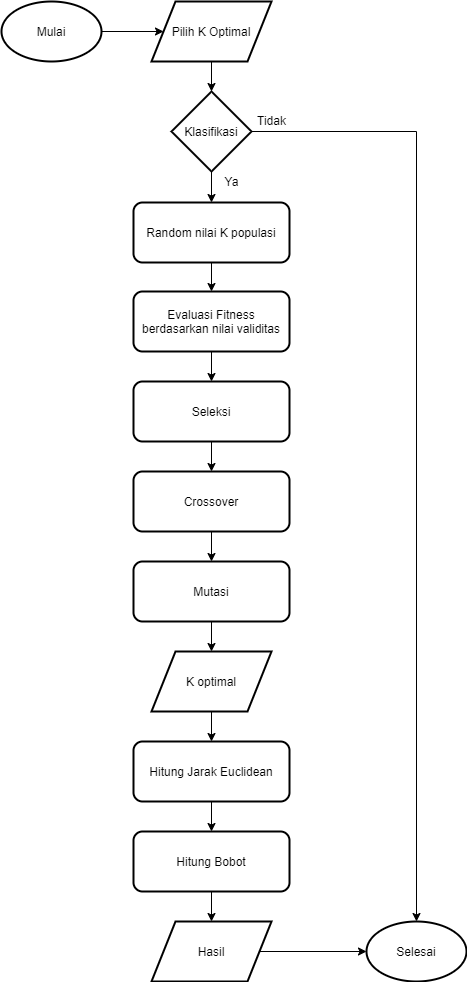 Mulai
Pilih K Optimal
Klasifikasi
Tidak
Ya
Random nilai K populasi
Evaluasi Fitness
berdasarkan nilai validitas
Seleksi
Crossover
Mutasi
K optimal
Hitung Jarak Euclidean
Hitung Bobot
Hasil
Selesai